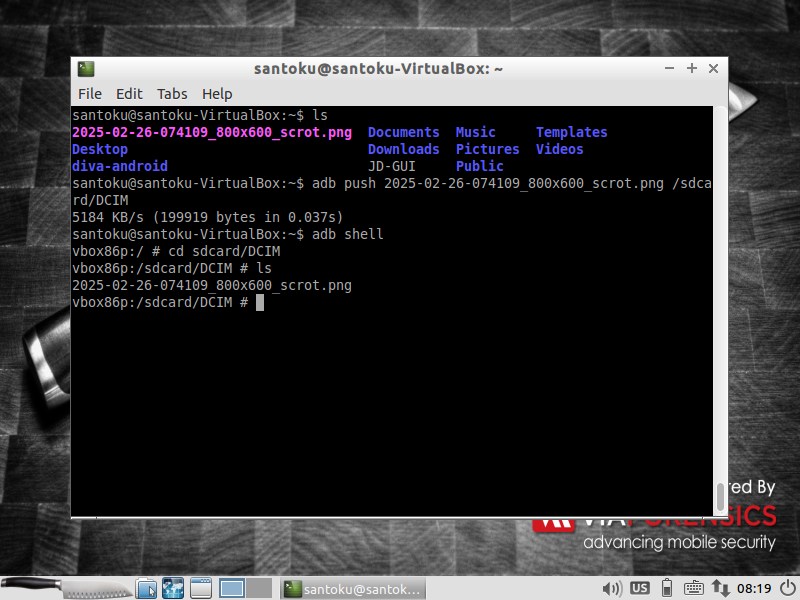 santoku@santoku-VirtualBox: ~
File Edit Tabs Help
santoku@santoku-VirtualBox:~$ ls
2025-02-26-074109_800x600_scrot.png Documents Music Templates
Desktop Downloads Pictures Videos
diva-android JD-GUI Public
santoku@santoku-VirtualBox:~$ adb push 2025-02-26-074109_800x600_scrot.png /sdca
rd/DCIM
5184 KB/s (199919 bytes in 0.037s)
santoku@santoku-VirtualBox:~$ adb shell
vbox86p:/ # cd sdcard/DCIM
vbox86p:/sdcard/DCIM # ls
2025-02-26-074109_800x600_scrot.png
vbox86p:/sdcard/DCIM #
red By
VIAFORENSICS
advancing mobile security
santoku@santok... US 08:19